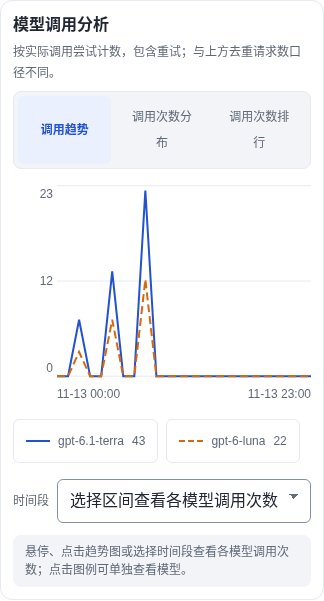 模型调用分析
按实际调用尝试计数，包含重试；与上方去重请求数口
径不同。
调用趋势
调用次数分
布
调用次数排
行
23
12
0
11-13 00:00
11-13 23:00
gpt-6.1-terra 43
gpt-6-luna 22
时间段
选择区间查看各模型调用次数
悬停、点击趋势图或选择时间段查看各模型调用次
数；点击图例可单独查看模型。